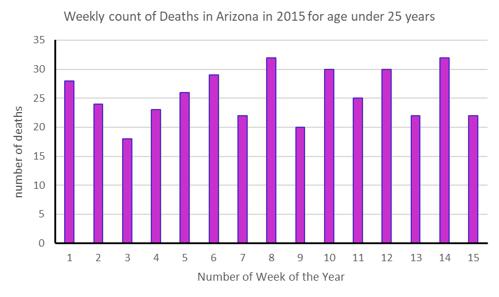 Weekly count of Deaths in Arizona in 2015 for age under 25 years
number of deaths
35
30
25
20
15
10
5
0
1 2 3 4 5 6 7 8 9 10 11 12 13 14 15
Number of Week of the Year